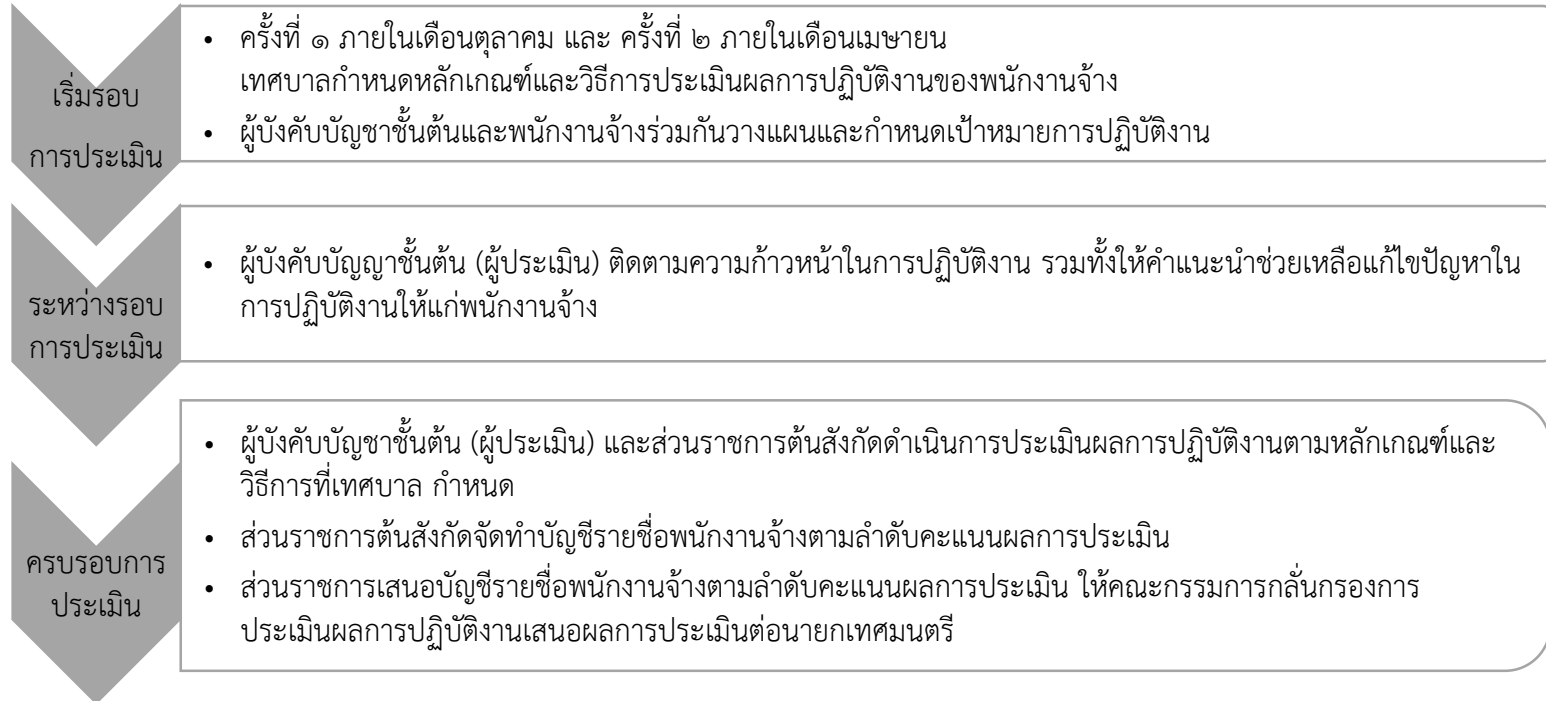 เริ่มรอบ
การประเมิน
• ครั้งที่ ๑ ภายในเดือนตุลาคม และ ครั้งที่ ๒ ภายในเดือนเมษายน
เทศบาลกำหนดหลักเกณฑ์และวิธีการประเมินผลการปฏิบัติงานของพนักงานจ้าง
• ผู้บังคับบัญชาชั้นต้นและพนักงานจ้างร่วมกันวางแผนและกำหนดเป้าหมายการปฏิบัติงาน
ระหว่างรอบ
การประเมิน
• ผู้บังคับบัญญาชั้นต้น (ผู้ประเมิน) ติดตามความก้าวหน้าในการปฏิบัติงาน รวมทั้งให้คำแนะนำช่วยเหลือแก้ไขปัญหาใน
การปฏิบัติงานให้แก่พนักงานจ้าง
ครบรอบการ
ประเมิน
• ผู้บังคับบัญชาชั้นต้น (ผู้ประเมิน) และส่วนราชการต้นสังกัดดำเนินการประเมินผลการปฏิบัติงานตามหลักเกณฑ์และ
วิธีการที่เทศบาล กำหนด
• ส่วนราชการต้นสังกัดจัดทำบัญชีรายชื่อพนักงานจ้างตามลำดับคะแนนผลการประเมิน
• ส่วนราชการเสนอบัญชีรายชื่อพนักงานจ้างตามลำดับคะแนนผลการประเมิน ให้คณะกรรมการกลั่นกรองการ
ประเมินผลการปฏิบัติงานเสนอผลการประเมินต่อนายกเทศมนตรี